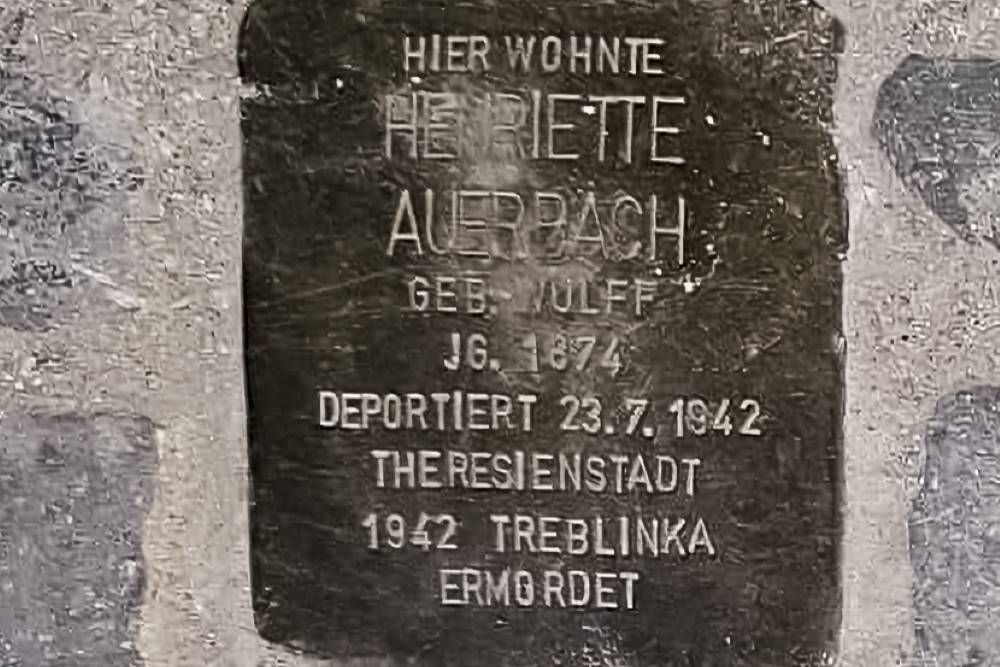 HIER WOHNTE
HENRIETTE
AUERBACH
GEB. WULFF
JG. 1874
DEPORTIERT 23.7.1942
THERESIENSTADT
1942 TREBLINKA
ERMORDET